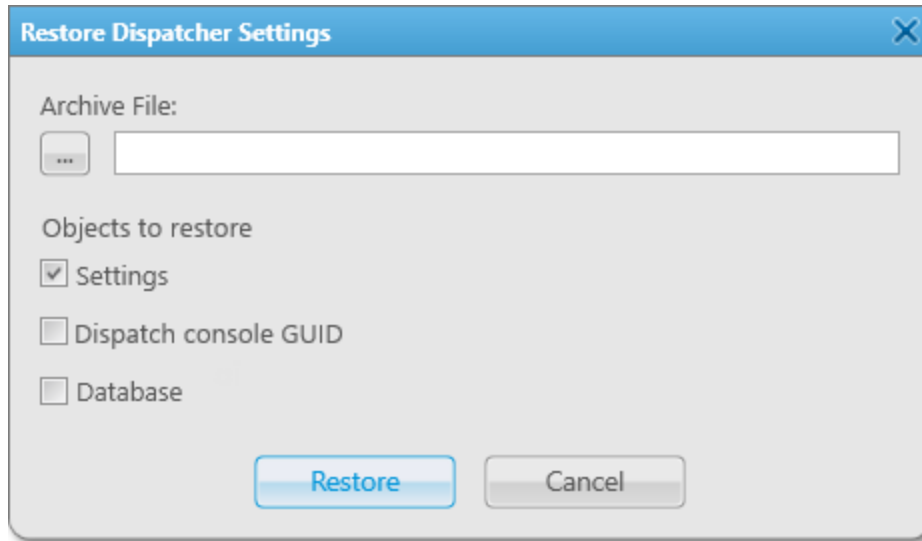 Restore Dispatcher Settings
Archive File:
...
Objects to restore
Settings
Dispatch console GUID
Database
Restore Cancel